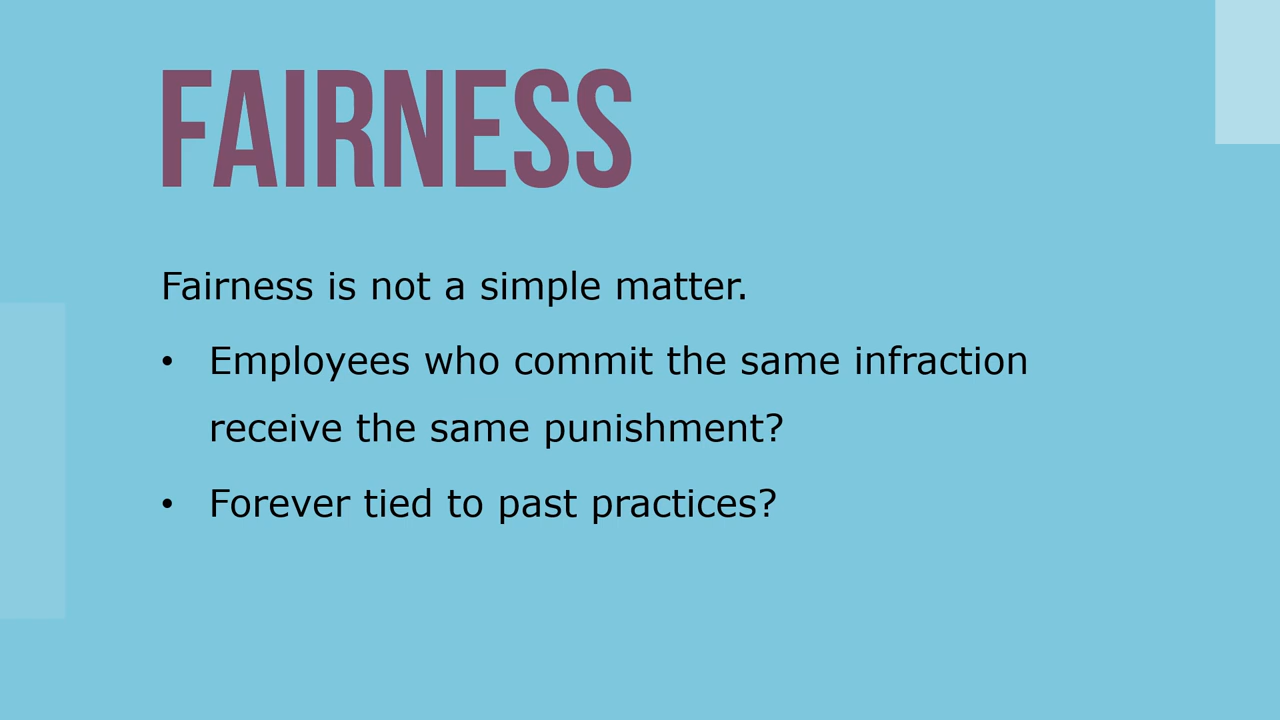 FAIRNESS
Fairness is not a simple matter.
• Employees who commit the same infraction
receive the same punishment?
• Forever tied to past practices?